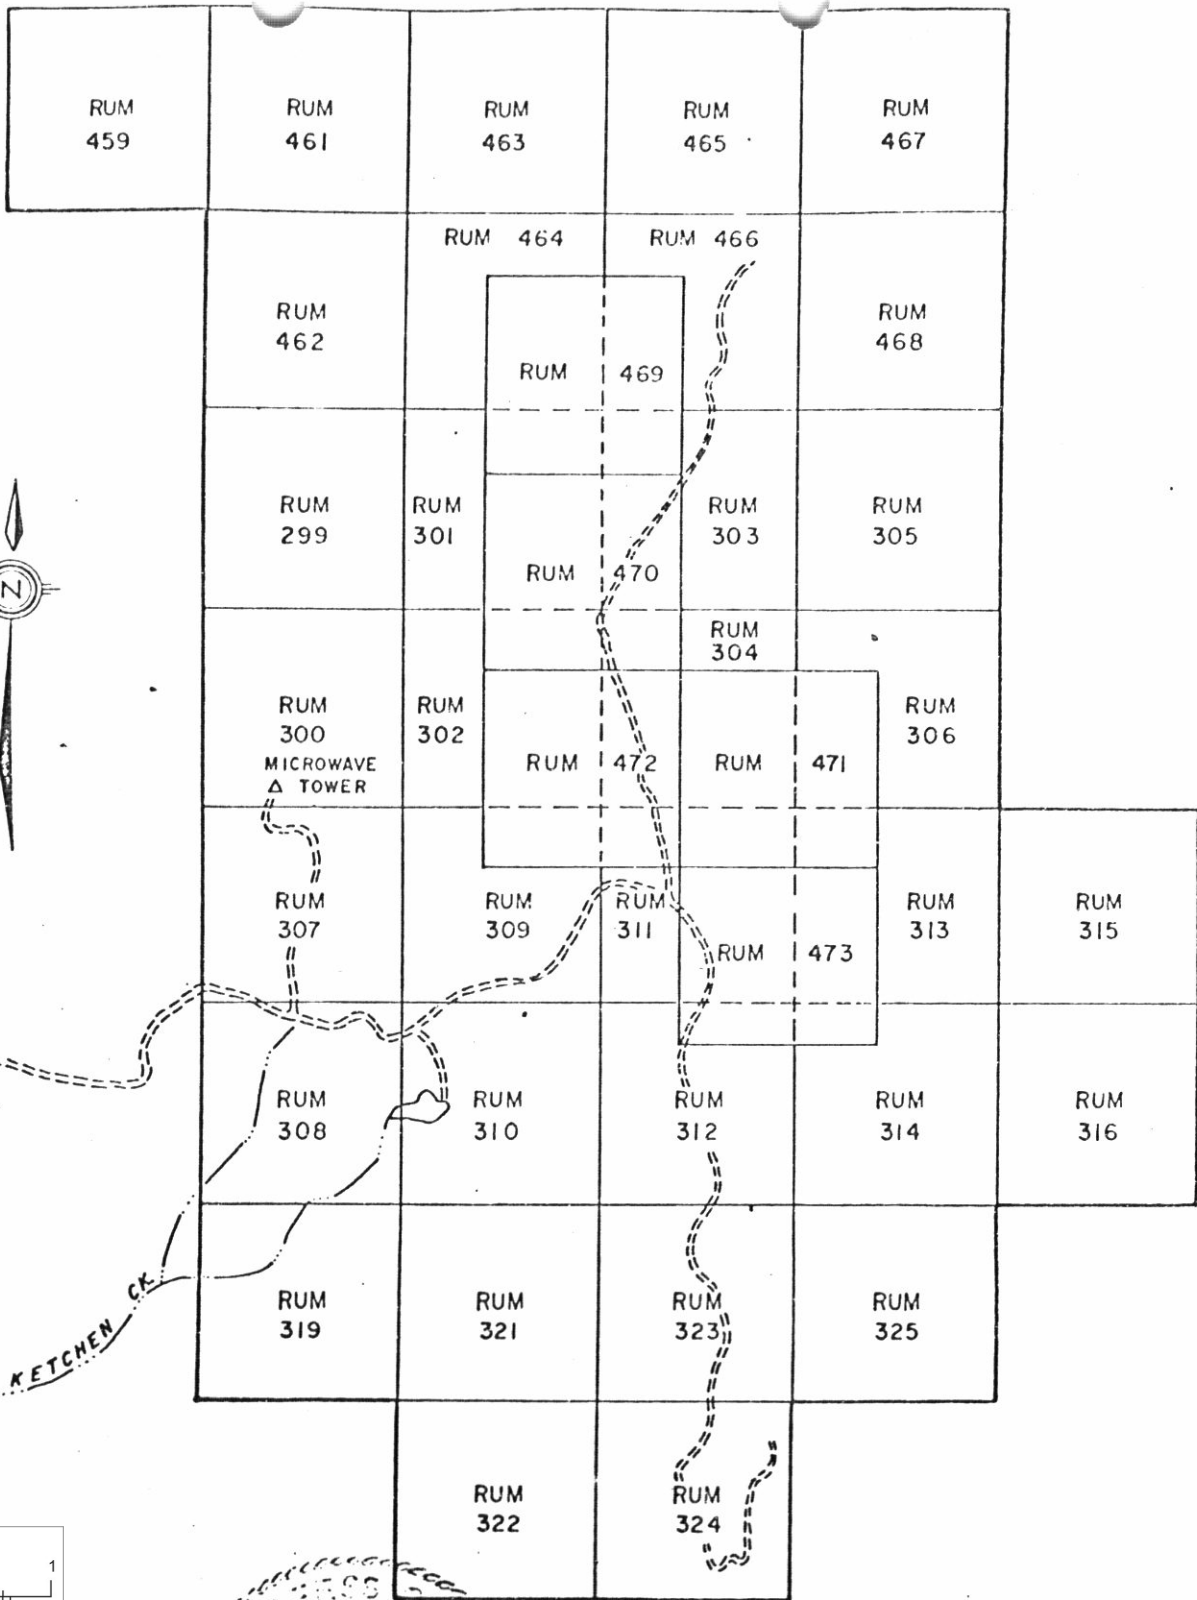 RUM 459
RUM 461
RUM 463
RUM 465
RUM 467
RUM 464
RUM 466
RUM 462
RUM 468
RUM 469
RUM 299
RUM 301
RUM 303
RUM 305
RUM 470
N
RUM 304
RUM 300
RUM 302
RUM 306
MICROWAVE
TOWER
RUM 472
RUM 471
RUM 307
RUM 309
RUM 311
RUM 313
RUM 315
RUM 473
RUM 308
RUM 310
RUM 312
RUM 314
RUM 316
KETCHEN CK.
RUM 319
RUM 321
RUM 323
RUM 325
RUM 322
RUM 324
1